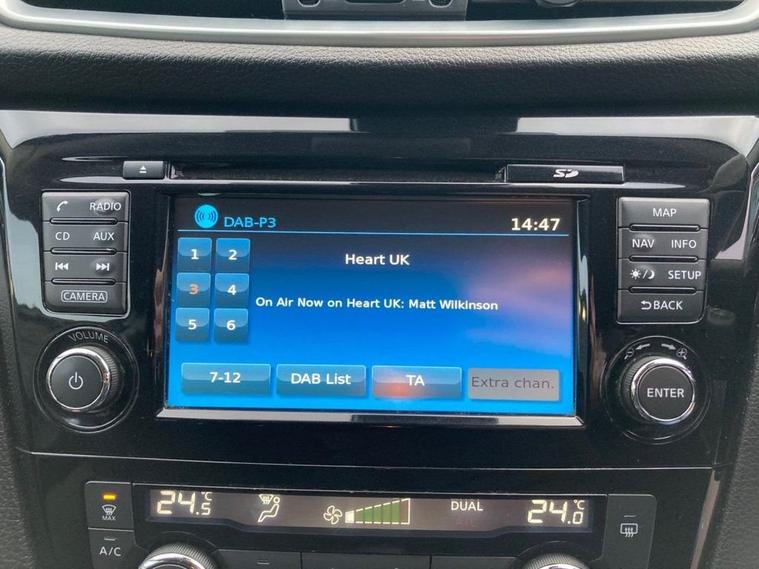 SD
RADIO
CD AUX
CAMERA
VOLUME
DAB-P3 14:47
1 2
3 4
5 6
Heart UK
On Air Now on Heart UK: Matt Wilkinson
7-12 DAB List TA Extra chan.
MAP
NAV INFO
SETUP
BACK
ENTER
MAX
A/C
24.5°C
DUAL
24.0°C